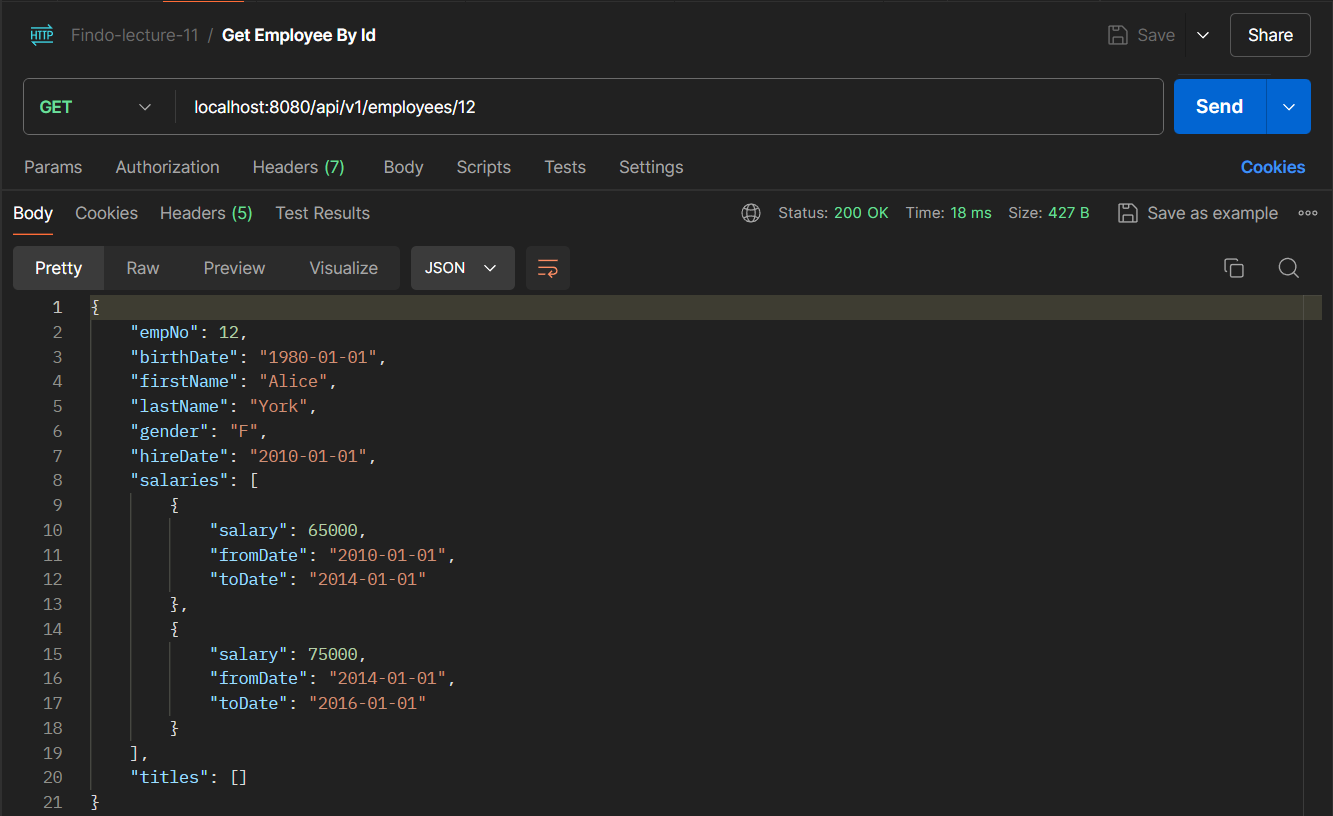 HTTP Findo-lecture-11 / Get Employee By Id Save Share
GET localhost:8080/api/v1/employees/12 Send
Params Authorization Headers (7) Body Scripts Tests Settings Cookies
Body Cookies Headers (5) Test Results Status: 200 OK Time: 18 ms Size: 427 B Save as example
Pretty Raw Preview Visualize JSON
1 {
2 "empNo": 12,
3 "birthDate": "1980-01-01",
4 "firstName": "Alice",
5 "lastName": "York",
6 "gender": "F",
7 "hireDate": "2010-01-01",
8 "salaries": [
9 {
10 "salary": 65000,
11 "fromDate": "2010-01-01",
12 "toDate": "2014-01-01"
13 },
14 {
15 "salary": 75000,
16 "fromDate": "2014-01-01",
17 "toDate": "2016-01-01"
18 }
19 ],
20 "titles": []
21 }